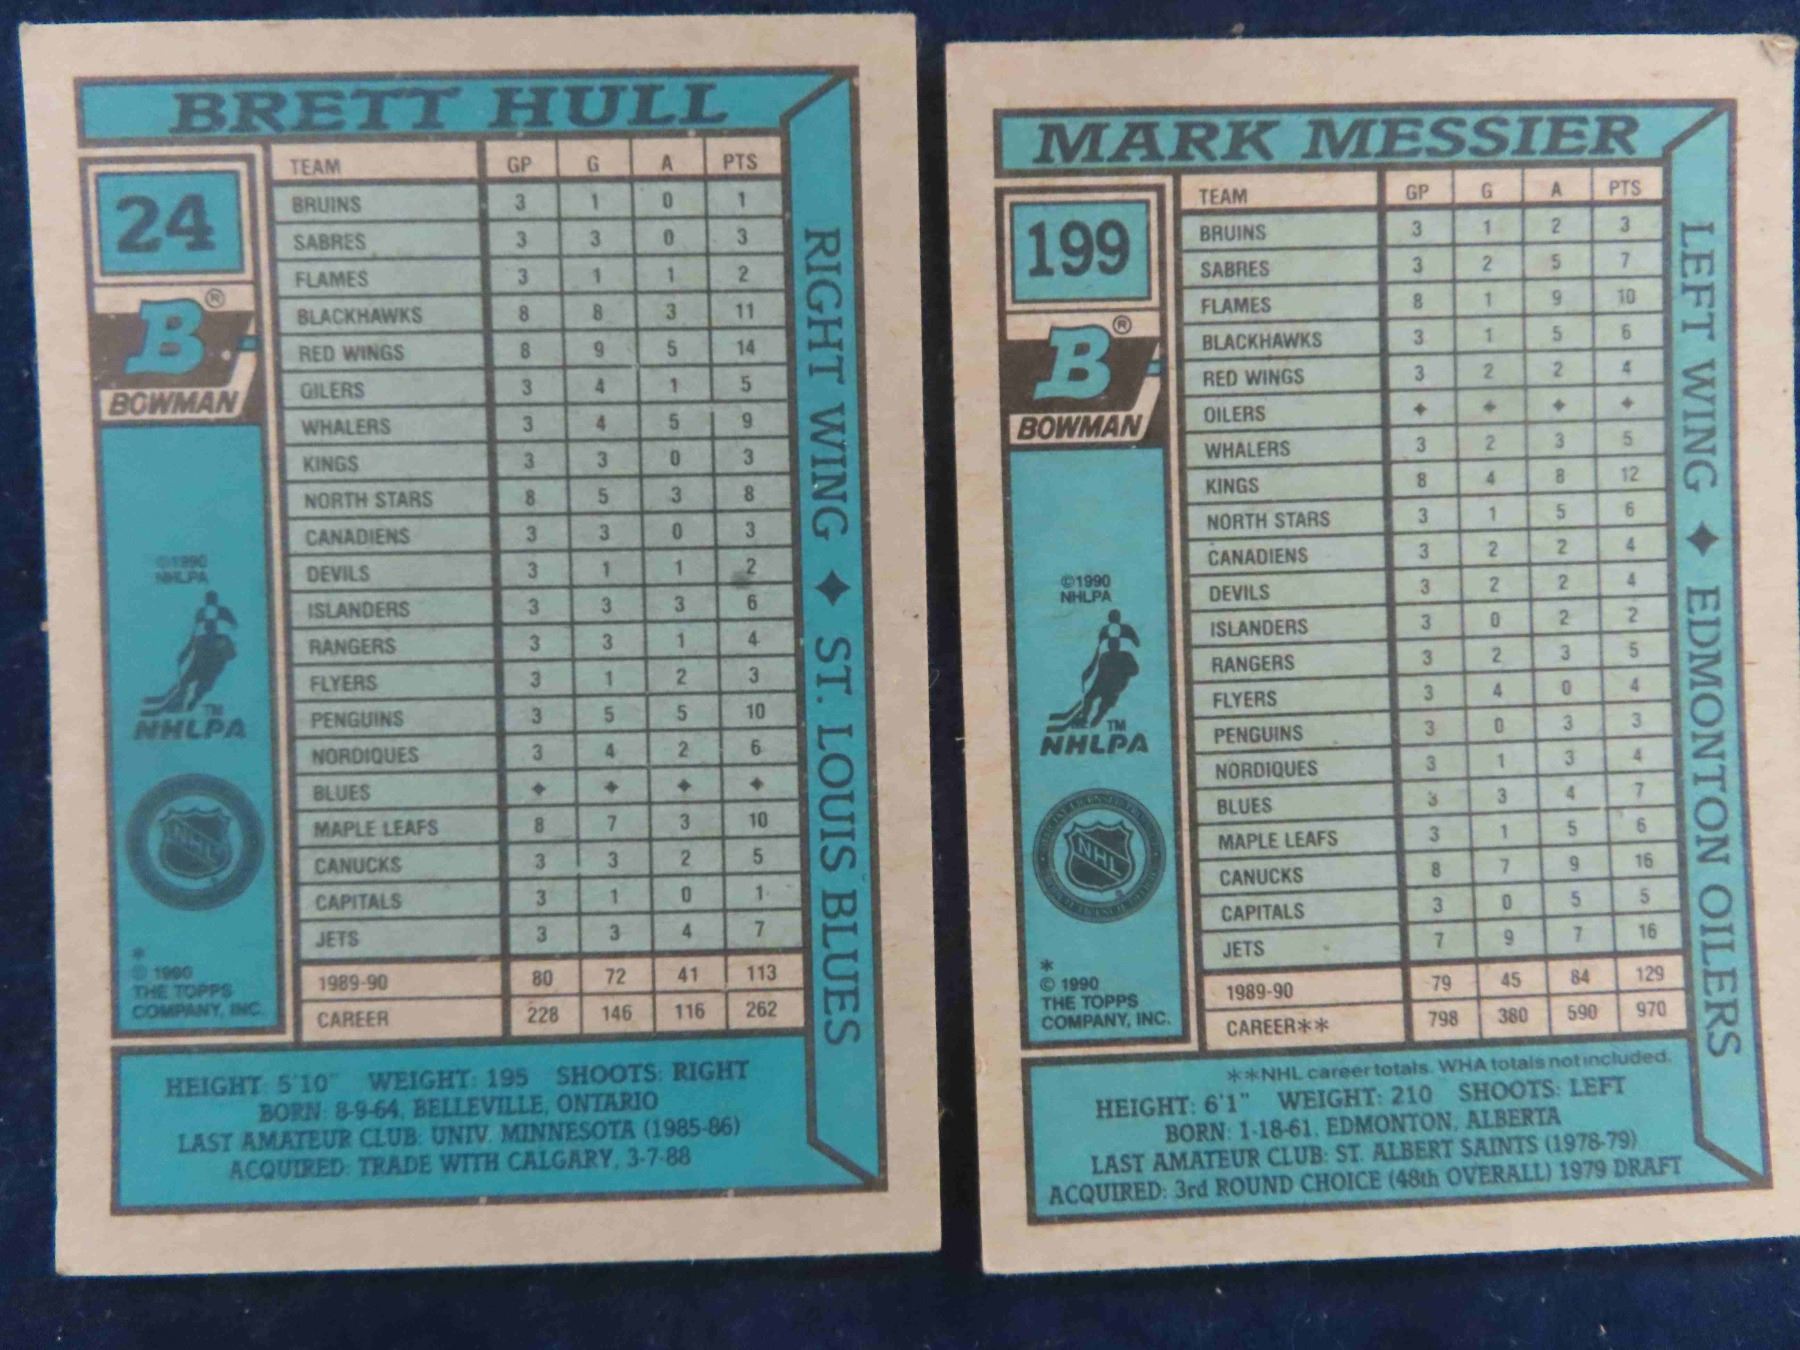 BRETT HULL
24
B®
BOWMAN
©1990
NHLPA
TM
NHLPA
NHL
*
© 1990
THE TOPPS
COMPANY, INC.
TEAM GP G A PTS
BRUINS 3 1 0 1
SABRES 3 3 0 3
FLAMES 3 1 1 2
BLACKHAWKS 8 8 3 11
RED WINGS 8 9 5 14
OILERS 3 4 1 5
WHALERS 3 4 5 9
KINGS 3 3 0 3
NORTH STARS 8 5 3 8
CANADIENS 3 3 0 3
DEVILS 3 1 1 2
ISLANDERS 3 3 3 6
RANGERS 3 3 1 4
FLYERS 3 1 2 3
PENGUINS 3 5 5 10
NORDIQUES 3 4 2 6
BLUES ✦ ✦ ✦ ✦
MAPLE LEAFS 8 7 3 10
CANUCKS 3 3 2 5
CAPITALS 3 1 0 1
JETS 3 3 4 7
1989-90 80 72 41 113
CAREER 228 146 116 262
RIGHT WING ✦ ST. LOUIS BLUES
HEIGHT: 5'10" WEIGHT: 195 SHOOTS: RIGHT
BORN: 8-9-64, BELLEVILLE, ONTARIO
LAST AMATEUR CLUB: UNIV. MINNESOTA (1985-86)
ACQUIRED: TRADE WITH CALGARY, 3-7-88
MARK MESSIER
199
B®
BOWMAN
©1990
NHLPA
TM
NHLPA
NHL
*
© 1990
THE TOPPS
COMPANY, INC.
TEAM GP G A PTS
BRUINS 3 1 2 3
SABRES 3 2 5 7
FLAMES 8 1 9 10
BLACKHAWKS 3 1 5 6
RED WINGS 3 2 2 4
OILERS ✦ ✦ ✦ ✦
WHALERS 3 2 3 5
KINGS 8 4 8 12
NORTH STARS 3 1 5 6
CANADIENS 3 2 2 4
DEVILS 3 2 2 4
ISLANDERS 3 0 2 2
RANGERS 3 2 3 5
FLYERS 3 4 0 4
PENGUINS 3 0 3 3
NORDIQUES 3 1 3 4
BLUES 3 3 4 7
MAPLE LEAFS 3 1 5 6
CANUCKS 8 7 9 16
CAPITALS 3 0 5 5
JETS 7 9 7 16
1989-90 79 45 84 129
CAREER** 798 380 590 970
LEFT WING ✦ EDMONTON OILERS
**NHL career totals. WHA totals not included.
HEIGHT: 6'1" WEIGHT: 210 SHOOTS: LEFT
BORN: 1-18-61, EDMONTON, ALBERTA
LAST AMATEUR CLUB: ST. ALBERT SAINTS (1978-79)
ACQUIRED: 3rd ROUND CHOICE (48th OVERALL) 1979 DRAFT